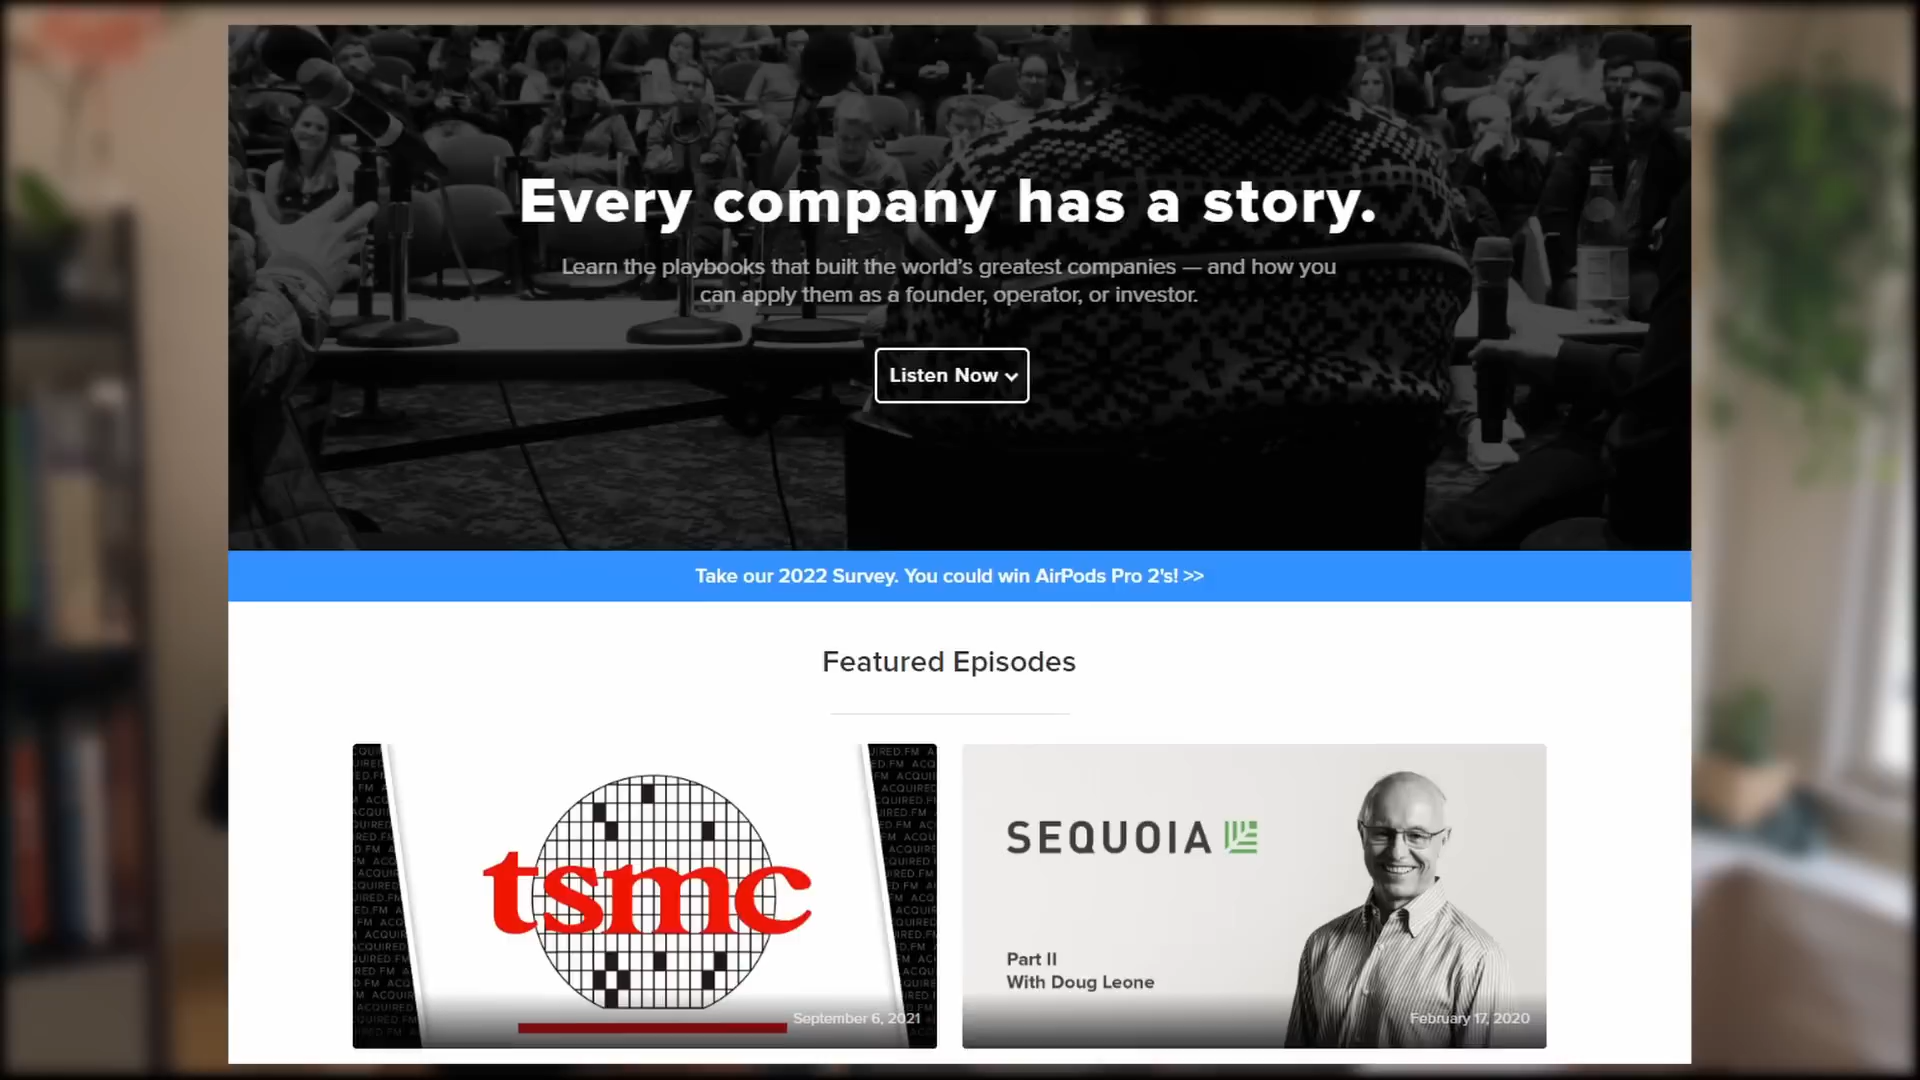 Every company has a story.
Learn the playbooks that built the world's greatest companies — and how you
can apply them as a founder, operator, or investor.
Listen Now
Take our 2022 Survey. You could win AirPods Pro 2's! >>
Featured Episodes
tsmc
September 6, 2021
SEQUOIA
Part II
With Doug Leone
February 17, 2020